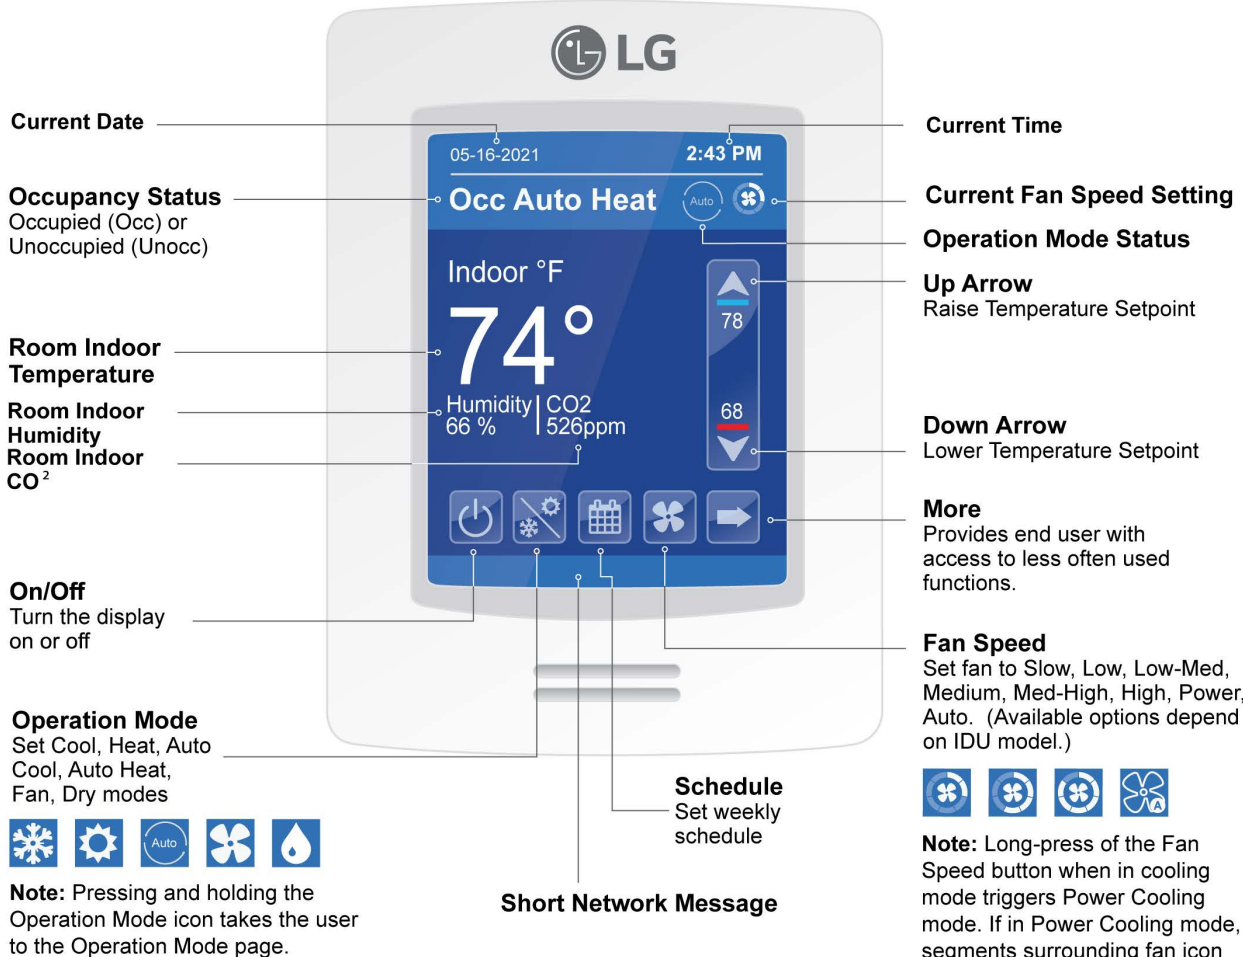 LG
Current Date
05-16-2021
2:43 PM
Current Time
Occupancy Status
Occupied (Occ) or
Unoccupied (Unocc)
Occ Auto Heat
Auto
Current Fan Speed Setting
Operation Mode Status
Indoor °F
74°
Up Arrow
Raise Temperature Setpoint
78
Room Indoor
Temperature
Room Indoor
Humidity
Room Indoor
CO²
Humidity
66 %
CO2
526ppm
68
Down Arrow
Lower Temperature Setpoint
More
Provides end user with
access to less often used
functions.
On/Off
Turn the display
on or off
Fan Speed
Set fan to Slow, Low, Low-Med,
Medium, Med-High, High, Power,
Auto. (Available options depend
on IDU model.)
A
Operation Mode
Set Cool, Heat, Auto
Cool, Auto Heat,
Fan, Dry modes
Auto
Schedule
Set weekly
schedule
Note: Pressing and holding the
Operation Mode icon takes the user
to the Operation Mode page.
Short Network Message
Note: Long-press of the Fan
Speed button when in cooling
mode triggers Power Cooling
mode. If in Power Cooling mode,
segments surrounding fan icon